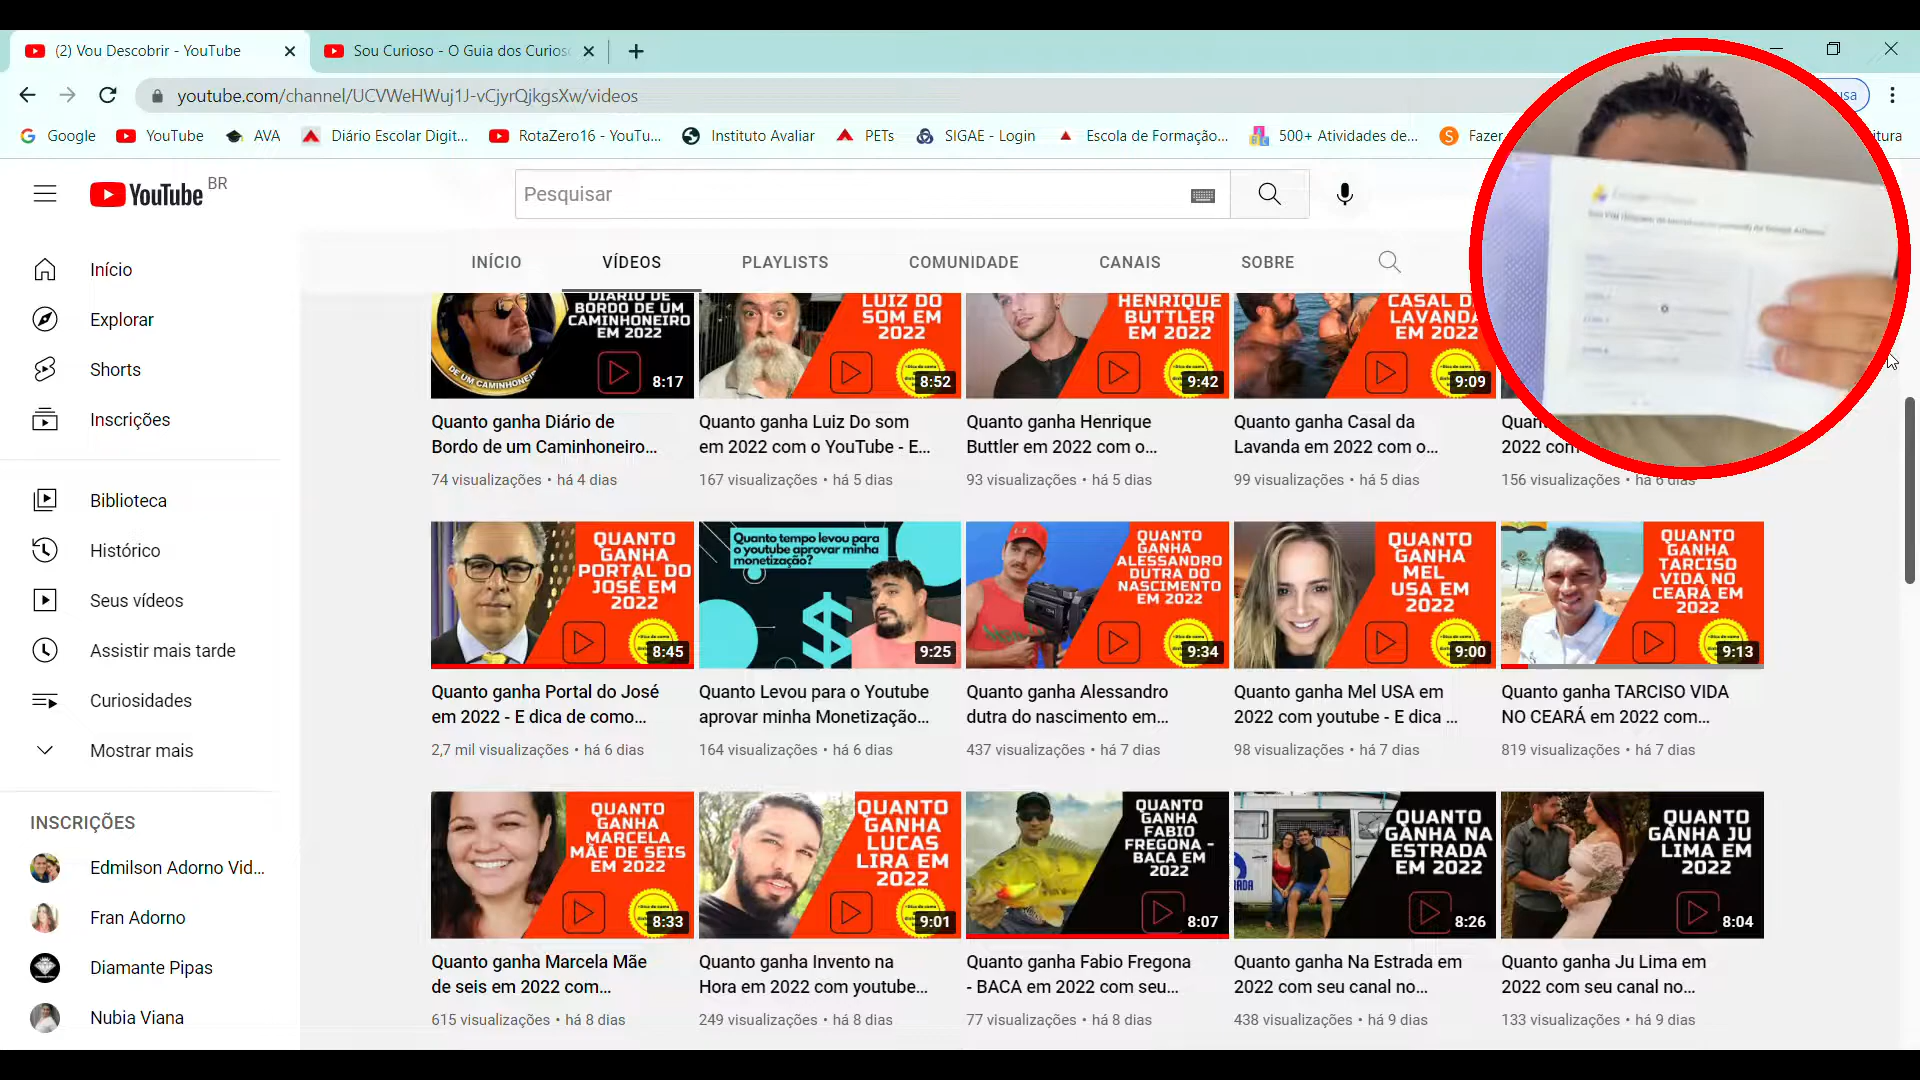 (2) Vou Descobrir - YouTube
Sou Curioso - O Guia dos Curios
youtube.com/channel/UCVWeHWuj1J-vCjyrQjkgsXw/videos
usa
Google
YouTube
AVA
Diário Escolar Digit...
RotaZero16 - YouTu...
Instituto Avaliar
PETs
SIGAE - Login
Escola de Formação...
500+ Atividades de...
Fazer
itura
YouTube BR
Pesquisar
Início
Explorar
Shorts
Inscrições
Biblioteca
Histórico
Seus vídeos
Assistir mais tarde
Curiosidades
Mostrar mais
INSCRIÇÕES
Edmilson Adorno Vid...
Fran Adorno
Diamante Pipas
Nubia Viana
INÍCIO
VÍDEOS
PLAYLISTS
COMUNIDADE
CANAIS
SOBRE
DIÁRIO DE
BORDO DE UM
CAMINHONEIRO
EM 2022
DE UM CAMINHONEIR
8:17
Quanto ganha Diário de
Bordo de um Caminhoneiro...
74 visualizações • há 4 dias
LUIZ DO
SOM EM
2022
8:52
Quanto ganha Luiz Do som
em 2022 com o YouTube - E...
167 visualizações • há 5 dias
HENRIQUE
BUTTLER
EM 2022
9:42
Quanto ganha Henrique
Buttler em 2022 com o...
93 visualizações • há 5 dias
CASAL D
LAVANDA
EM 2022
9:09
Quanto ganha Casal da
Lavanda em 2022 com o...
99 visualizações • há 5 dias
Quan
2022 com
156 visualizações • há 6 dias
QUANTO
GANHA
PORTAL DO
JOSÉ EM
2022
8:45
Quanto ganha Portal do José
em 2022 - E dica de como...
2,7 mil visualizações • há 6 dias
Quanto tempo levou para
o youtube aprovar minha
monetização?
9:25
Quanto Levou para o Youtube
aprovar minha Monetização...
164 visualizações • há 6 dias
QUANTO
GANHA
ALESSANDRO
DUTRA DO
NASCIMENTO
EM 2022
9:34
Quanto ganha Alessandro
dutra do nascimento em...
437 visualizações • há 7 dias
QUANTO
GANHA
MEL
USA EM
2022
9:00
Quanto ganha Mel USA em
2022 com youtube - E dica ...
98 visualizações • há 7 dias
QUANTO
GANHA
TARCISO
VIDA NO
CEARÁ EM
2022
9:13
Quanto ganha TARCISO VIDA
NO CEARÁ em 2022 com...
819 visualizações • há 7 dias
QUANTO
GANHA
MARCELA
MÃE DE SEIS
EM 2022
8:33
Quanto ganha Marcela Mãe
de seis em 2022 com...
615 visualizações • há 8 dias
QUANTO
GANHA
LUCAS
LIRA EM
2022
9:01
Quanto ganha Invento na
Hora em 2022 com youtube...
249 visualizações • há 8 dias
QUANTO
GANHA
FABIO
FREGONA -
BACA EM
2022
8:07
Quanto ganha Fabio Fregona
- BACA em 2022 com seu...
77 visualizações • há 8 dias
QUANTO
GANHA NA
ESTRADA
EM 2022
8:26
Quanto ganha Na Estrada em
2022 com seu canal no...
438 visualizações • há 9 dias
QUANTO
GANHA JU
LIMA EM
2022
8:04
Quanto ganha Ju Lima em
2022 com seu canal no...
133 visualizações • há 9 dias